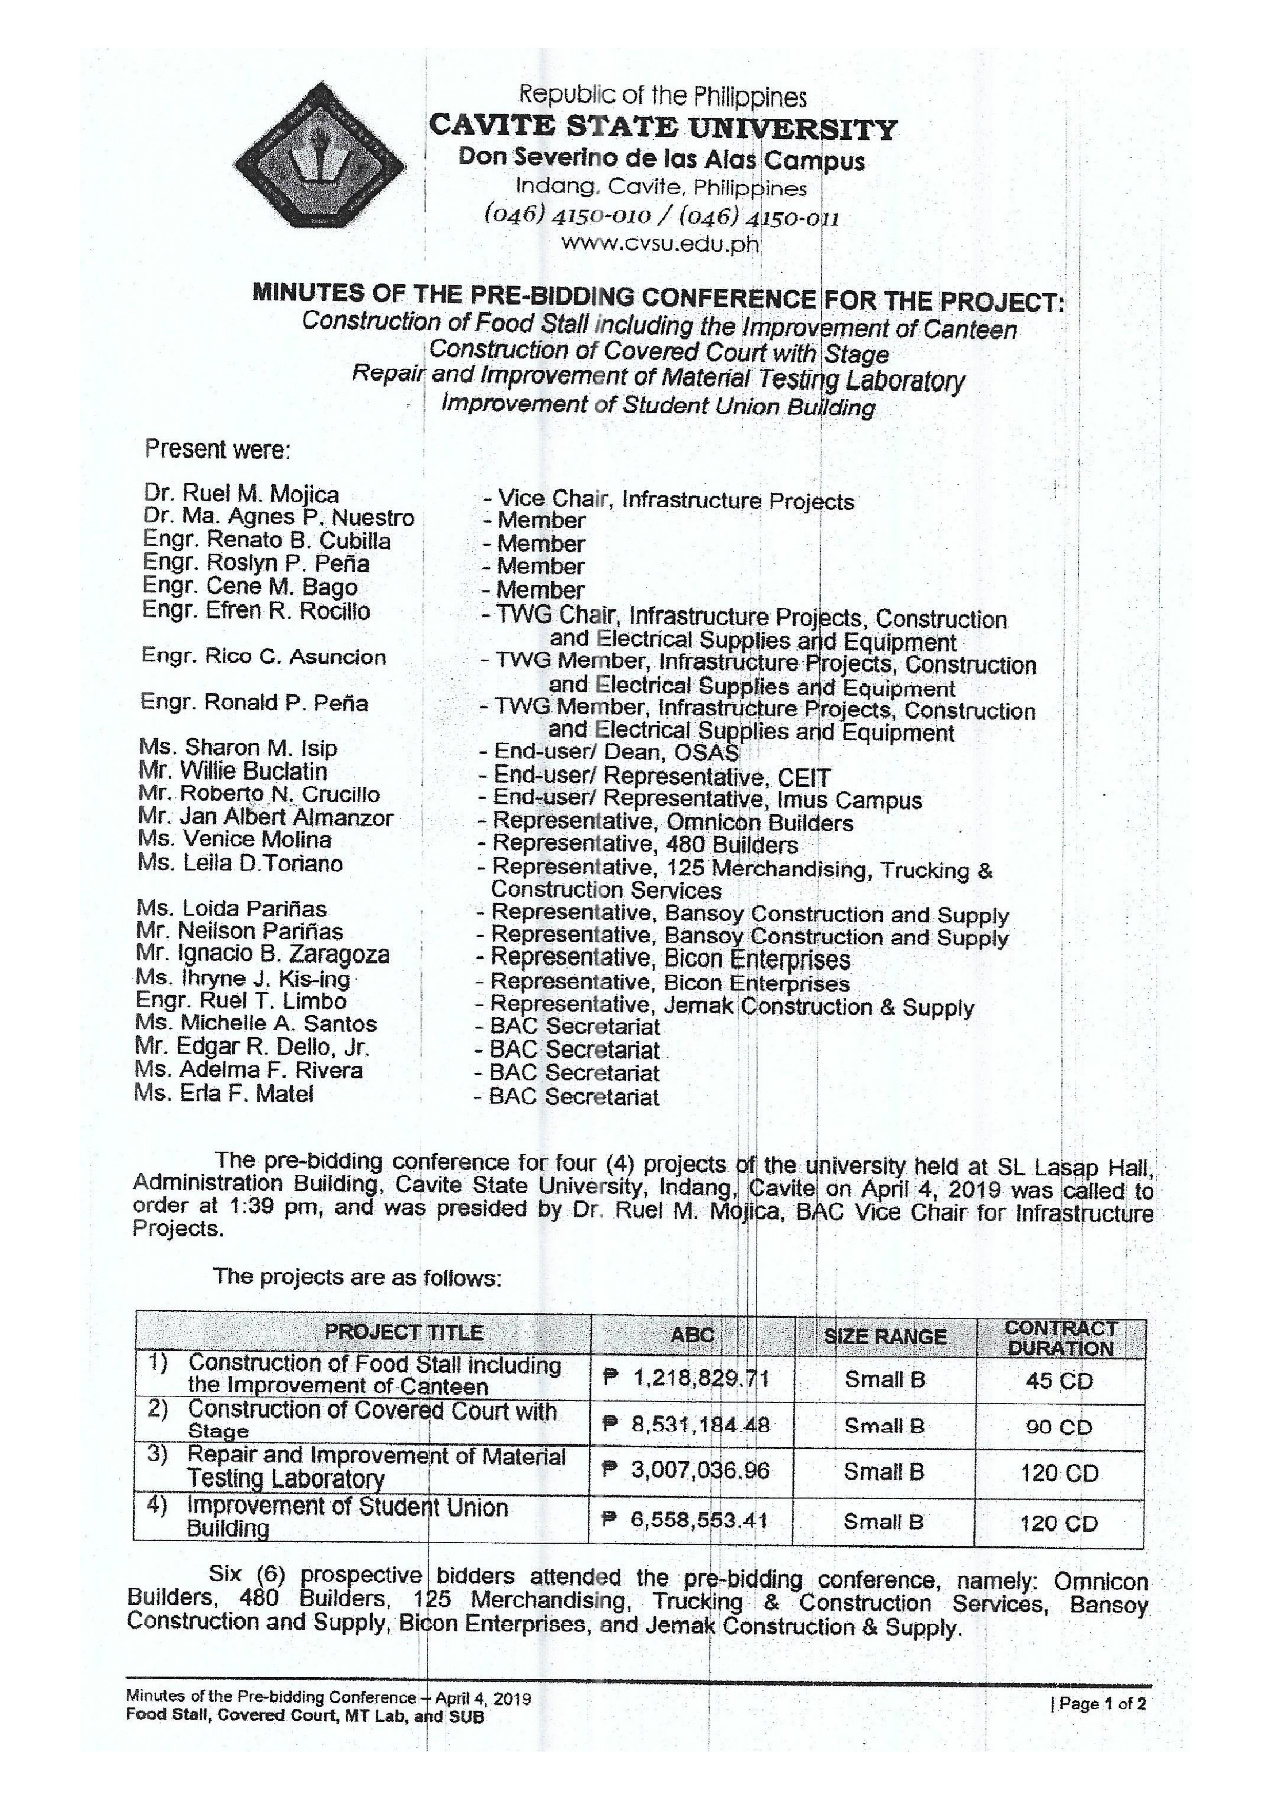 Republic of the Philippines
CAVITE STATE UNIVERSITY
Don Severino de las Alas Campus
Indang, Cavite, Philippines
(046) 4150-010 / (046) 4150-011
www.cvsu.edu.ph
MINUTES OF THE PRE-BIDDING CONFERENCE FOR THE PROJECT:
Construction of Food Stall including the Improvement of Canteen
Construction of Covered Court with Stage
Repair and Improvement of Material Testing Laboratory
Improvement of Student Union Building
Present were:
Dr. Ruel M. Mojica - Vice Chair, Infrastructure Projects
Dr. Ma. Agnes P. Nuestro - Member
Engr. Renato B. Cubilla - Member
Engr. Roslyn P. Peña - Member
Engr. Cene M. Bago - Member
Engr. Efren R. Rocillo - TWG Chair, Infrastructure Projects, Construction
and Electrical Supplies and Equipment
Engr. Rico C. Asuncion - TWG Member, Infrastructure Projects, Construction
and Electrical Supplies and Equipment
Engr. Ronald P. Peña - TWG Member, Infrastructure Projects, Construction
and Electrical Supplies and Equipment
Ms. Sharon M. Isip - End-user/ Dean, OSAS
Mr. Willie Buclatin - End-user/ Representative, CEIT
Mr. Roberto N. Crucillo - End-user/ Representative, Imus Campus
Mr. Jan Albert Almanzor - Representative, Omnicon Builders
Ms. Venice Molina - Representative, 480 Builders
Ms. Leila D.Toriano - Representative, 125 Merchandising, Trucking &
Construction Services
Ms. Loida Pariñas - Representative, Bansoy Construction and Supply
Mr. Neilson Pariñas - Representative, Bansoy Construction and Supply
Mr. Ignacio B. Zaragoza - Representative, Bicon Enterprises
Ms. Ihryne J. Kis-ing - Representative, Bicon Enterprises
Engr. Ruel T. Limbo - Representative, Jemak Construction & Supply
Ms. Michelle A. Santos - BAC Secretariat
Mr. Edgar R. Dello, Jr. - BAC Secretariat
Ms. Adelma F. Rivera - BAC Secretariat
Ms. Erla F. Matel - BAC Secretariat
The pre-bidding conference for four (4) projects of the university held at SL Lasap Hall,
Administration Building, Cavite State University, Indang, Cavite on April 4, 2019 was called to
order at 1:39 pm, and was presided by Dr. Ruel M. Mojica, BAC Vice Chair for Infrastructure
Projects.
The projects are as follows:
PROJECT TITLE ABC SIZE RANGE CONTRACT DURATION
1) Construction of Food Stall including
the Improvement of Canteen ₱ 1,218,829.71 Small B 45 CD
2) Construction of Covered Court with
Stage ₱ 8,531,184.48 Small B 90 CD
3) Repair and Improvement of Material
Testing Laboratory ₱ 3,007,036.96 Small B 120 CD
4) Improvement of Student Union
Building ₱ 6,558,553.41 Small B 120 CD
Six (6) prospective bidders attended the pre-bidding conference, namely: Omnicon
Builders, 480 Builders, 125 Merchandising, Trucking & Construction Services, Bansoy
Construction and Supply, Bicon Enterprises, and Jemak Construction & Supply.
Minutes of the Pre-bidding Conference – April 4, 2019
Food Stall, Covered Court, MT Lab, and SUB
| Page 1 of 2